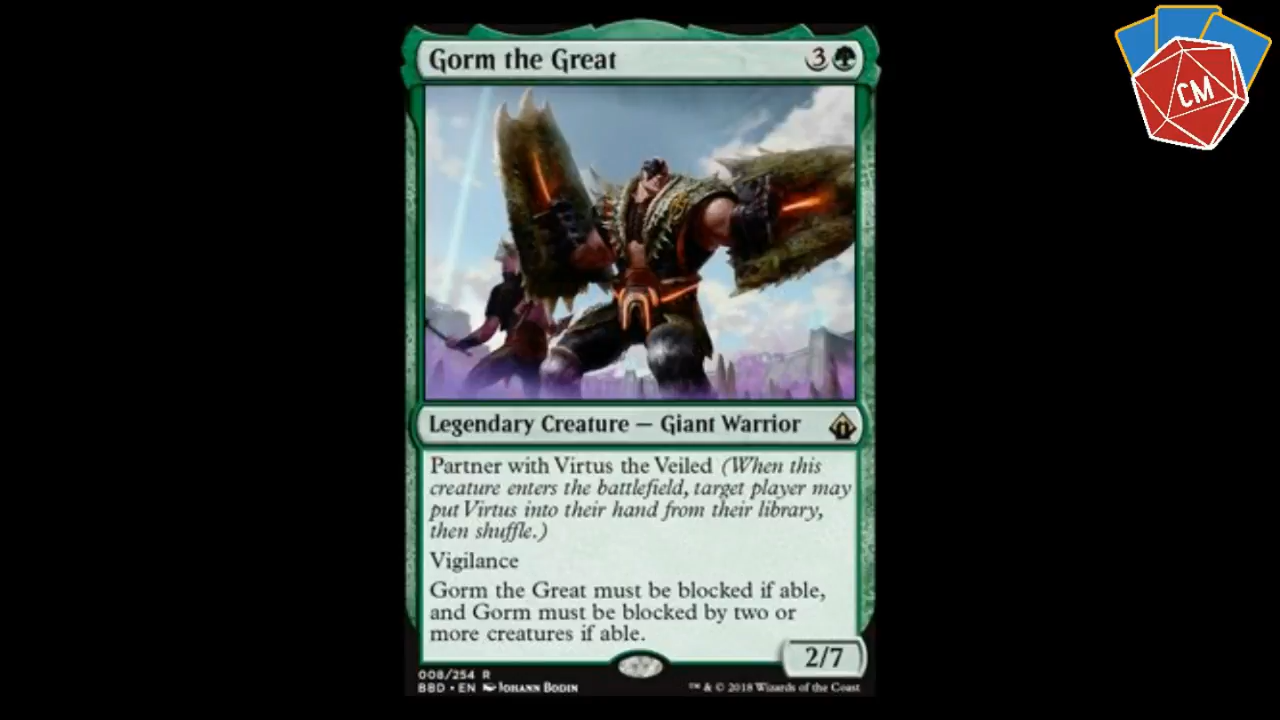 Gorm the Great 3
CM
Legendary Creature — Giant Warrior
Partner with Virtus the Veiled (When this
creature enters the battlefield, target player may
put Virtus into their hand from their library,
then shuffle.)
Vigilance
Gorm the Great must be blocked if able,
and Gorm must be blocked by two or
more creatures if able.
2/7
008/254 R
BBD • EN Johann Bodin
™ & © 2018 Wizards of the Coast